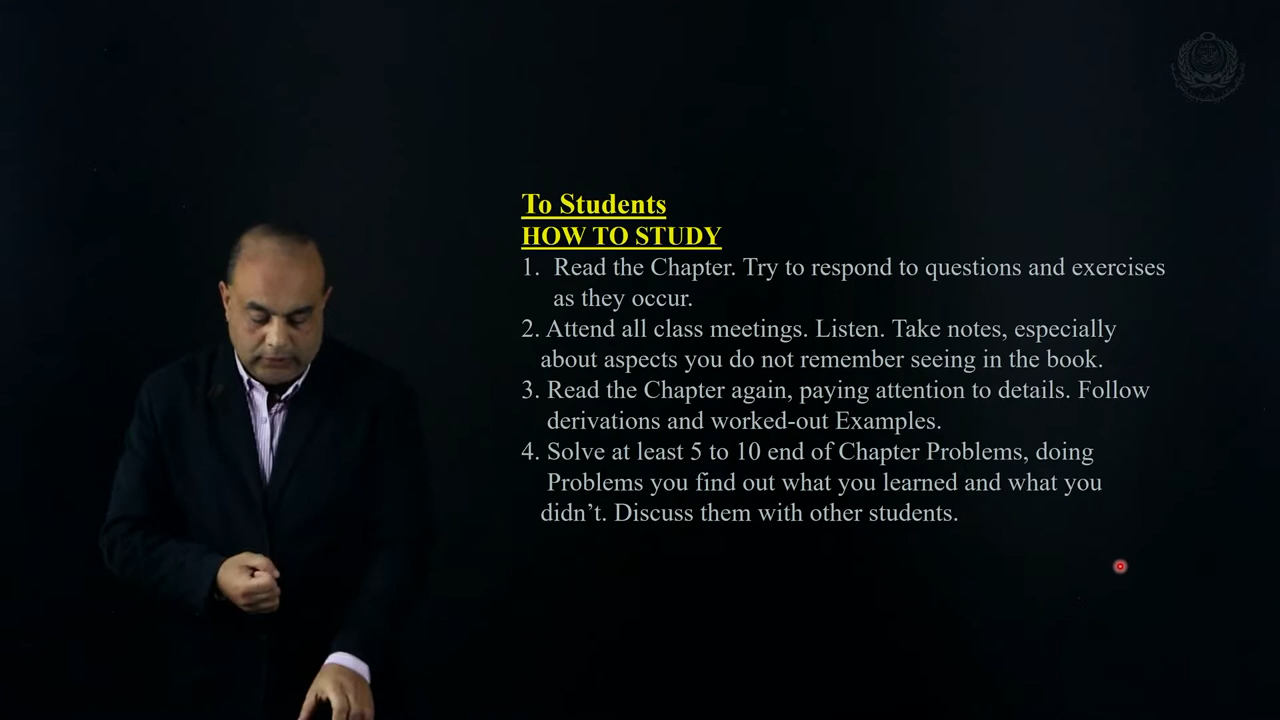 To Students
HOW TO STUDY
1. Read the Chapter. Try to respond to questions and exercises
as they occur.
2. Attend all class meetings. Listen. Take notes, especially
about aspects you do not remember seeing in the book.
3. Read the Chapter again, paying attention to details. Follow
derivations and worked-out Examples.
4. Solve at least 5 to 10 end of Chapter Problems, doing
Problems you find out what you learned and what you
didn’t. Discuss them with other students.